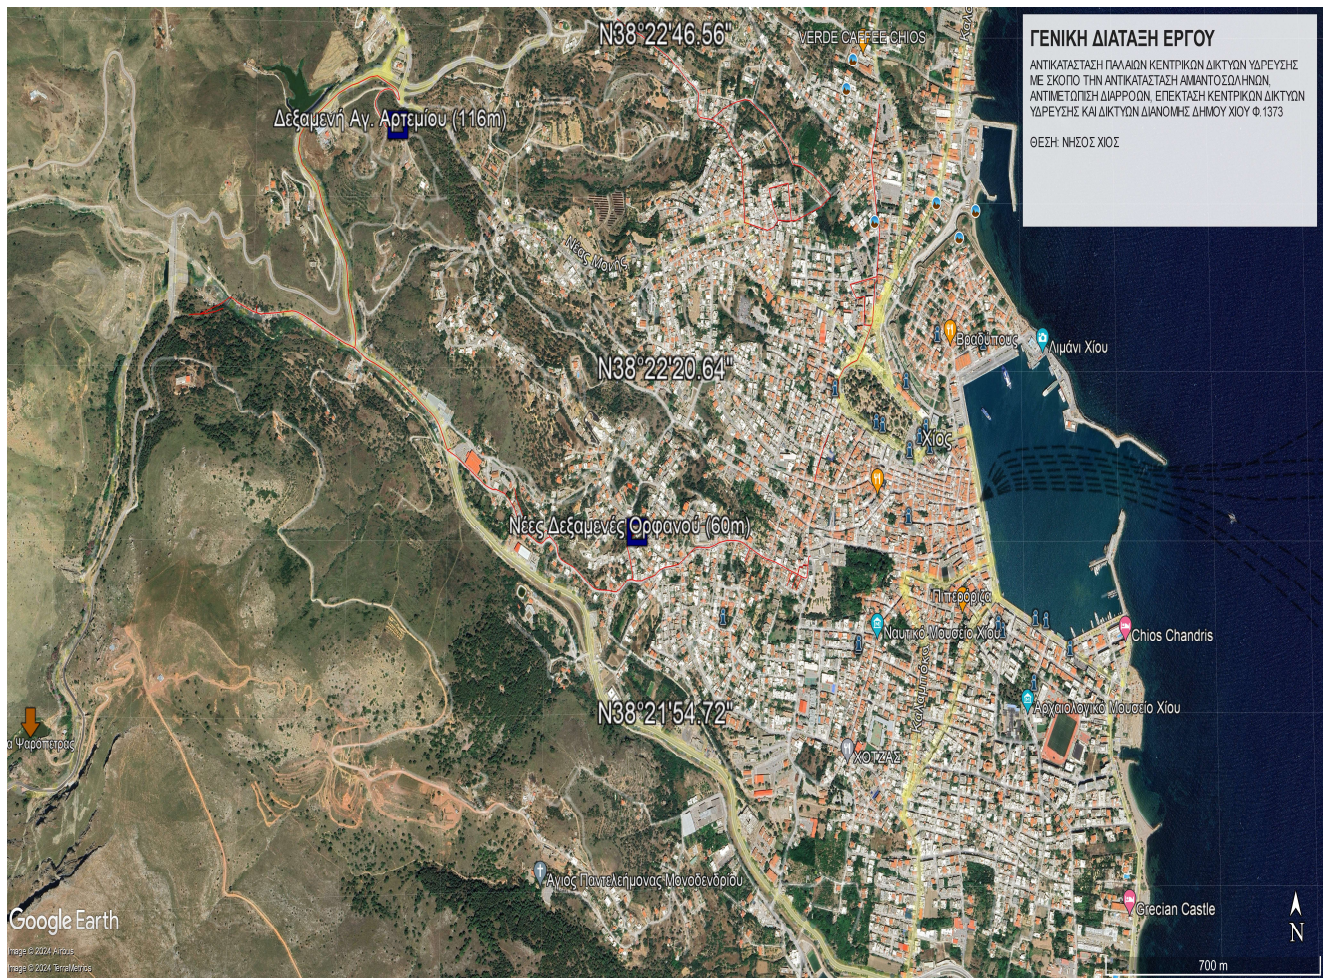 N38°22'46.56"
VERDE CAFFEE CHIOS
ΓΕΝΙΚΗ ΔΙΑΤΑΞΗ ΕΡΓΟΥ
ΑΝΤΙΚΑΤΑΣΤΑΣΗ ΠΑΛΑΙΩΝ ΚΕΝΤΡΙΚΩΝ ΔΙΚΤΥΩΝ ΥΔΡΕΥΣΗΣ
ΜΕ ΣΚΟΠΟ ΤΗΝ ΑΝΤΙΚΑΤΑΣΤΑΣΗ ΑΜΙΑΝΤΟΣΩΛΗΝΩΝ,
ΑΝΤΙΜΕΤΩΠΙΣΗ ΔΙΑΡΡΟΩΝ, ΕΠΕΚΤΑΣΗ ΚΕΝΤΡΙΚΩΝ ΔΙΚΤΥΩΝ
ΥΔΡΕΥΣΗΣ ΚΑΙ ΔΙΚΤΥΩΝ ΔΙΑΝΟΜΗΣ ΔΗΜΟΥ ΧΙΟΥ Φ.1373
ΘΕΣΗ: ΝΗΣΟΣ ΧΙΟΣ
Δεξαμενή Αγ. Αρτεμίου (116m)
Νέας Μονής
Βραδύπους
Λιμάνι Χίου
N38°22'20.64"
Χίος
Νέες Δεξαμενές Ορφανού (60m)
Πιπερόριζα
Ναυτικό Μουσείο Χίου
Chios Chandris
N38°21'54.72"
Αρχαιολογικό Μουσείο Χίου
α Ψαρόπετρας
ΧΟΤΖΑΣ
Άγιος Παντελεήμονας Μονοδενδρίου
Grecian Castle
Google Earth
Image © 2024 Airbus
Image © 2024 TerraMetrics
N
700 m